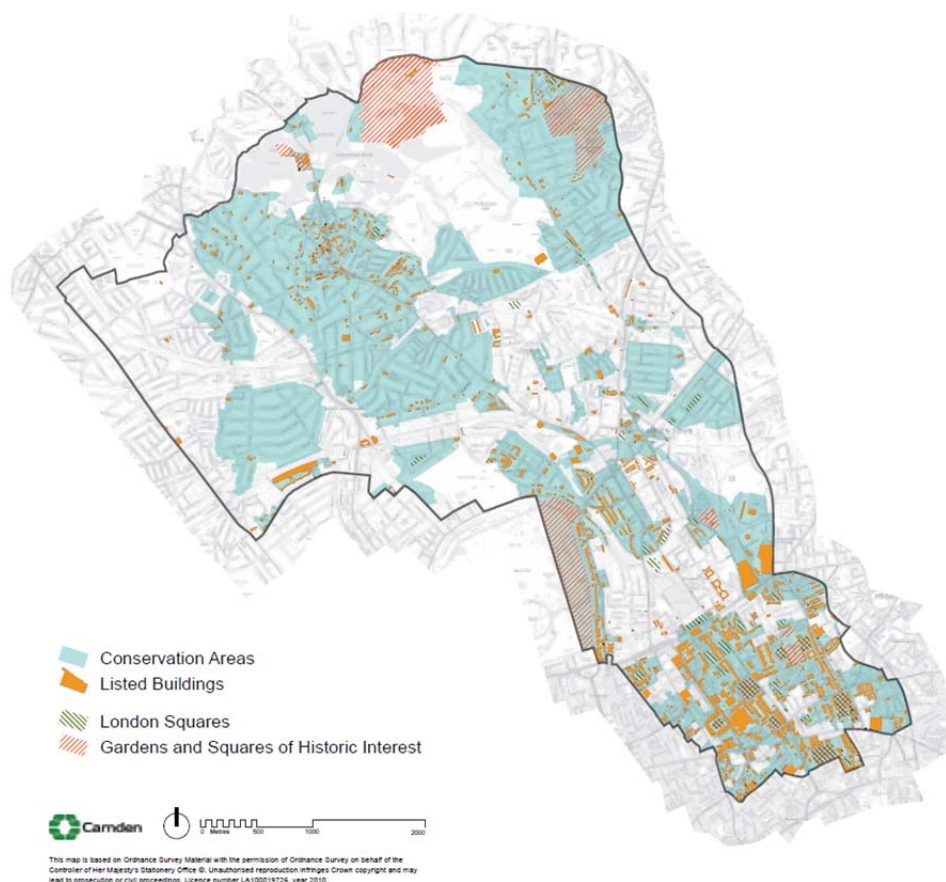 Conservation Areas
Listed Buildings
London Squares
Gardens and Squares of Historic Interest
Camden
0 Metres 500 1000 2000
This map is based on Ordnance Survey Material with the permission of Ordnance Survey on behalf of the
Controller of Her Majesty's Stationery Office ©. Unauthorised reproduction infringes Crown copyright and may
lead to prosecution or civil proceedings. Licence number LA100019726, year 2010.